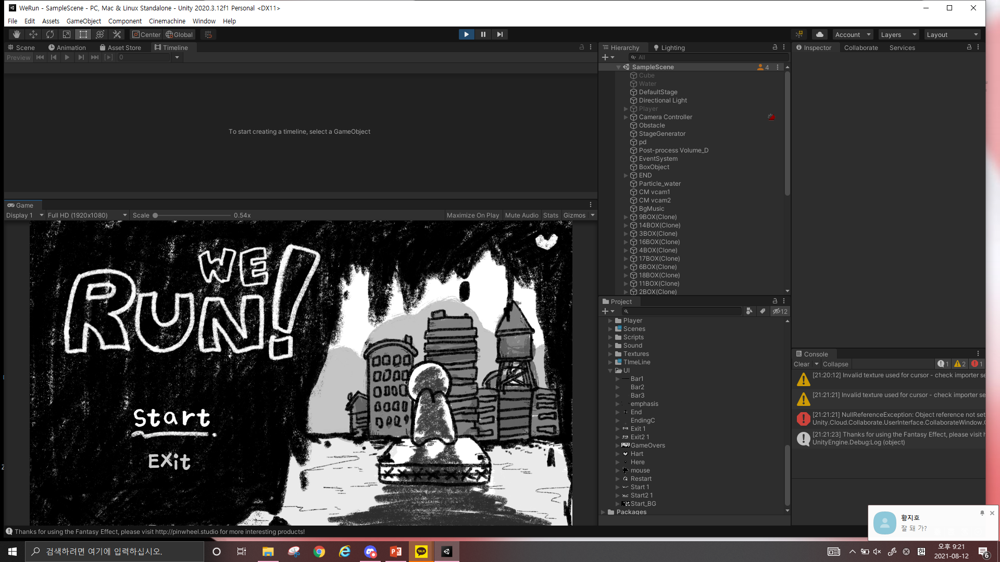 WeRun - SampleScene - PC, Mac & Linux Standalone - Unity 2020.3.12f1 Personal <DX11>
File Edit Assets GameObject Component Cinemachine Window Help
Center Global
Account Layers Layout
Scene Animation Asset Store Timeline
Preview 0
To start creating a timeline, select a GameObject
Game
Display 1 Full HD (1920x1080) Scale 0.54x Maximize On Play Mute Audio Stats Gizmos
WE
RUN!
Start
EXit
Hierarchy Lighting
All
SampleScene 4
Cube
Water
DefaultStage
Directional Light
Player
Camera Controller
Obstacle
StageGenerator
pd
Post-process Volume_D
EventSystem
BoxObject
END
Particle_water
CM vcam1
CM vcam2
BgMusic
9BOX(Clone)
14BOX(Clone)
3BOX(Clone)
16BOX(Clone)
4BOX(Clone)
17BOX(Clone)
6BOX(Clone)
18BOX(Clone)
11BOX(Clone)
2BOX(Clone)
Project
12
Player
Scenes
Scripts
Sound
Textures
TImeLine
UI
Bar1
Bar2
Bar3
emphasis
End
EndingC
Exit 1
Exit2 1
GameOvers
Hart
Here
mouse
Restart
Start 1
Start2 1
Start_BG
Packages
Inspector Collaborate Services
Console
Clear Collapse 1 2 1
[21:20:12] Invalid texture used for cursor - check importer se
[21:21:21] Invalid texture used for cursor - check importer se
[21:21:21] NullReferenceException: Object reference not set
Unity.Cloud.Collaborate.UserInterface.CollaborateWindow.
[21:21:23] Thanks for using the Fantasy Effect, please visit h
UnityEngine.Debug:Log (object)
황지호
잘 돼 가?
Thanks for using the Fantasy Effect, please visit http://pinwheel.studio for more interesting products!
검색하려면 여기에 입력하십시오.
TALK
한
오후 9:21
2021-08-12
6